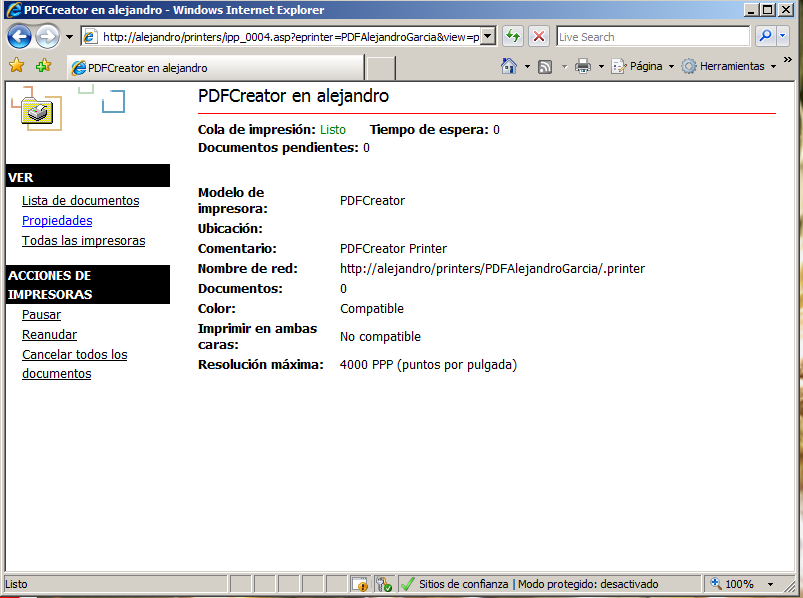 PDFCreator en alejandro - Windows Internet Explorer
http://alejandro/printers/ipp_0004.asp?eprinter=PDFAlejandroGarcia&view=p
Live Search
PDFCreator en alejandro
Página
Herramientas
PDFCreator en alejandro
Cola de impresión: Listo Tiempo de espera: 0
Documentos pendientes: 0
VER
Lista de documentos
Propiedades
Todas las impresoras
ACCIONES DE
IMPRESORAS
Pausar
Reanudar
Cancelar todos los
documentos
Modelo de
impresora: PDFCreator
Ubicación:
Comentario: PDFCreator Printer
Nombre de red: http://alejandro/printers/PDFAlejandroGarcia/.printer
Documentos: 0
Color: Compatible
Imprimir en ambas
caras: No compatible
Resolución máxima: 4000 PPP (puntos por pulgada)
Listo
Sitios de confianza | Modo protegido: desactivado
100%